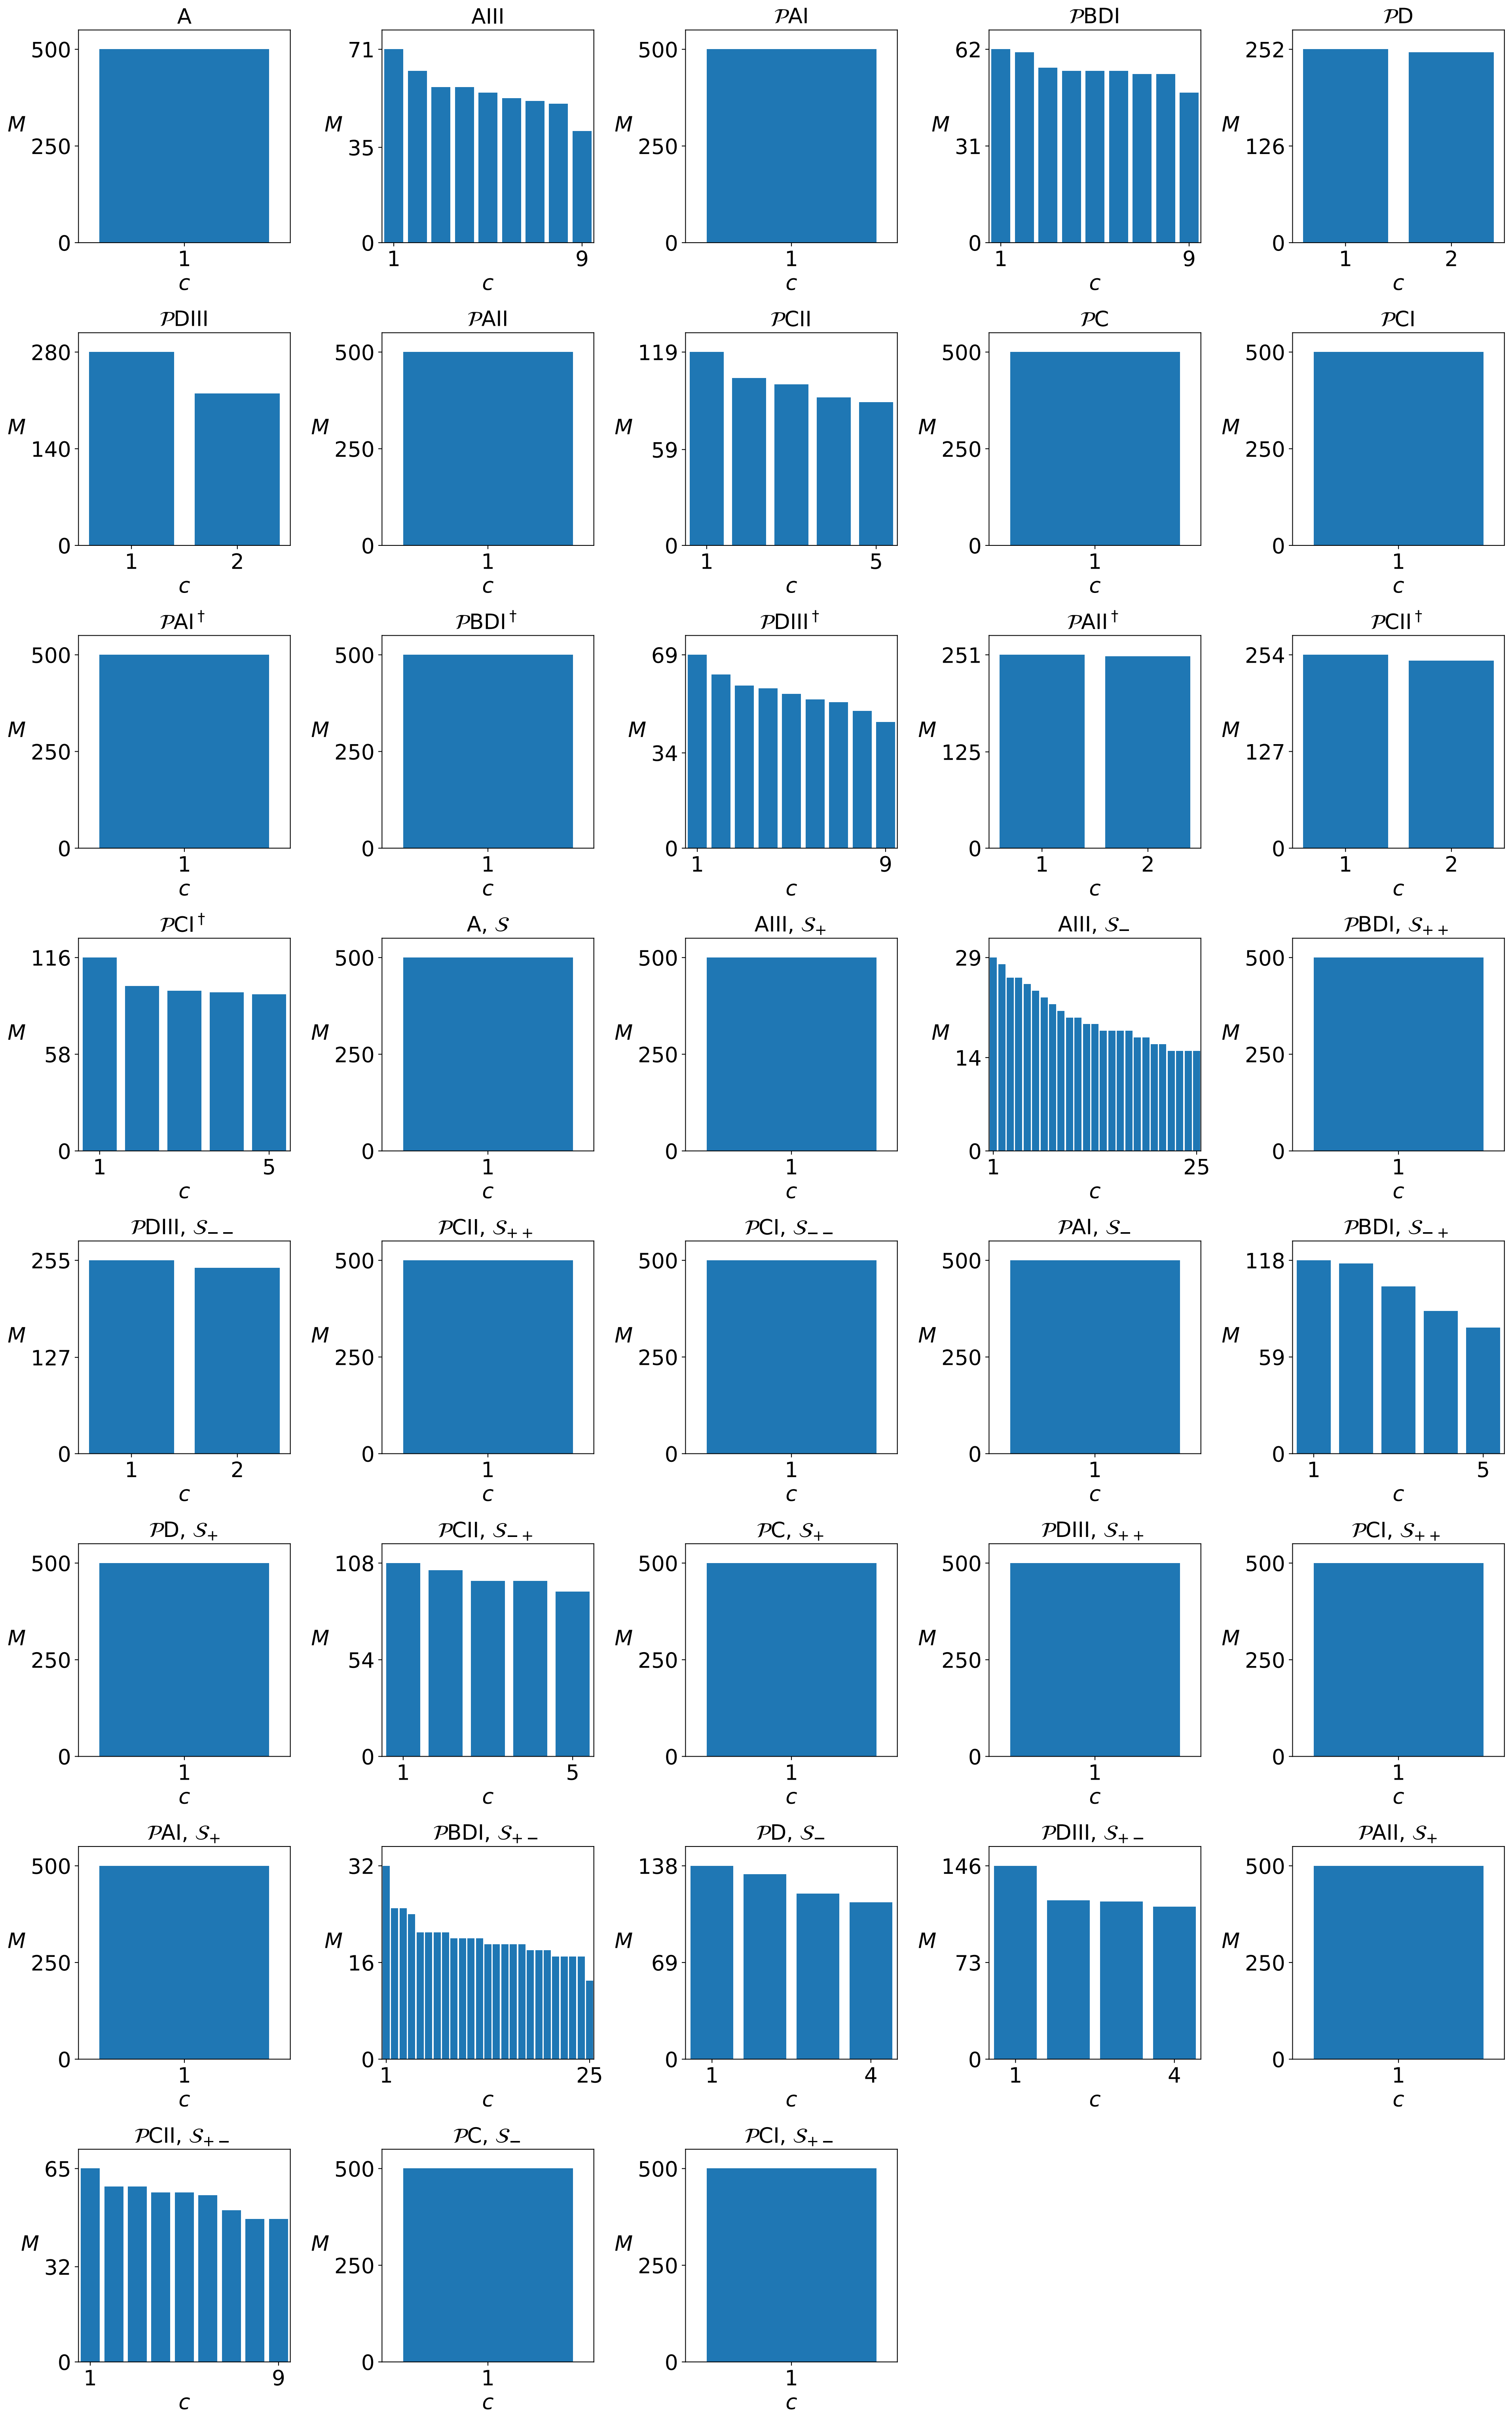 A AIII 𝒫AI 𝒫BDI 𝒫D
500 71 500 62 252
M M M M M
250 35 250 31 126
0 0 0 0 0
1 1 9 1 1 9 1 2
c c c c c
𝒫DIII 𝒫AII 𝒫CII 𝒫C 𝒫CI
280 500 119 500 500
M M M M M
140 250 59 250 250
0 0 0 0 0
1 2 1 1 5 1 1
c c c c c
𝒫AI† 𝒫BDI† 𝒫DIII† 𝒫AII† 𝒫CII†
500 500 69 251 254
M M M M M
250 250 34 125 127
0 0 0 0 0
1 1 1 9 1 2 1 2
c c c c c
𝒫CI† A, 𝒮 AIII, 𝒮₊ AIII, 𝒮₋ 𝒫BDI, 𝒮₊₊
116 500 500 29 500
M M M M M
58 250 250 14 250
0 0 0 0 0
1 5 1 1 1 25 1
c c c c c
𝒫DIII, 𝒮₋₋ 𝒫CII, 𝒮₊₊ 𝒫CI, 𝒮₋₋ 𝒫AI, 𝒮₋ 𝒫BDI, 𝒮₋₊
255 500 500 500 118
M M M M M
127 250 250 250 59
0 0 0 0 0
1 2 1 1 1 1 5
c c c c c
𝒫D, 𝒮₊ 𝒫CII, 𝒮₋₊ 𝒫C, 𝒮₊ 𝒫DIII, 𝒮₊₊ 𝒫CI, 𝒮₊₊
500 108 500 500 500
M M M M M
250 54 250 250 250
0 0 0 0 0
1 1 5 1 1 1
c c c c c
𝒫AI, 𝒮₊ 𝒫BDI, 𝒮₊₋ 𝒫D, 𝒮₋ 𝒫DIII, 𝒮₊₋ 𝒫AII, 𝒮₊
500 32 138 146 500
M M M M M
250 16 69 73 250
0 0 0 0 0
1 1 25 1 4 1 4 1
c c c c c
𝒫CII, 𝒮₊₋ 𝒫C, 𝒮₋ 𝒫CI, 𝒮₊₋
65 500 500
M M M
32 250 250
0 0 0
1 9 1 1
c c c